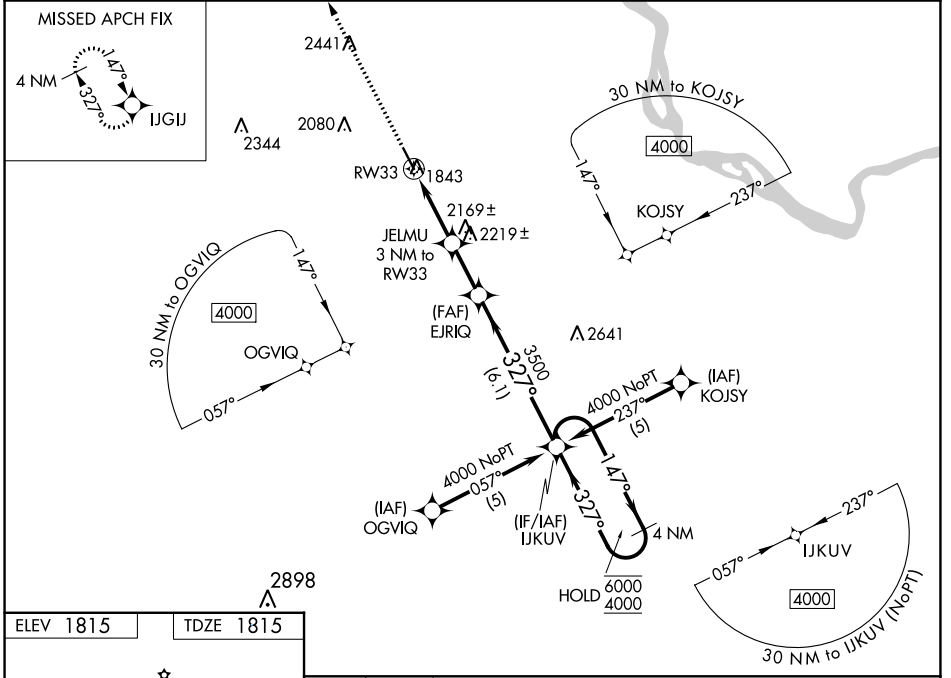 MISSED APCH FIX
4 NM
147°
327°
IJGIJ
2441
2344
2080
RW33
1843
30 NM to KOJSY
4000
147°
237°
KOJSY
2169±
2219±
JELMU
3 NM to
RW33
30 NM to OGVIQ
4000
147°
OGVIQ
057°
(FAF)
EJRIQ
2641
3500
327°
(6.1)
(IAF)
KOJSY
4000 NoPT
237°
(5)
4000 NoPT
057°
(5)
(IAF)
OGVIQ
(IF/IAF)
IJKUV
147°
327°
4 NM
HOLD
6000
4000
237°
057°
IJKUV
4000
30 NM to IJKUV (NoPT)
2898
ELEV 1815
TDZE 1815